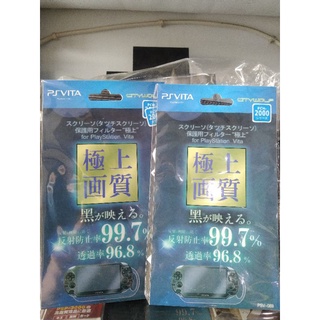 PSVITA
スクリーン(タッチスクリーン)
保護用フィルター"極上"
for PlayStation Vita
極上
画質
黒が映える。
反射防止率99.7%
透過率96.8%
PSVITA
CITYWOLF
2000
スクリーン(タッチスクリーン)
保護用フィルター"極上"
for PlayStation Vita
極上
画質
黒が映える。
反射防止率99.7%
透過率96.8%